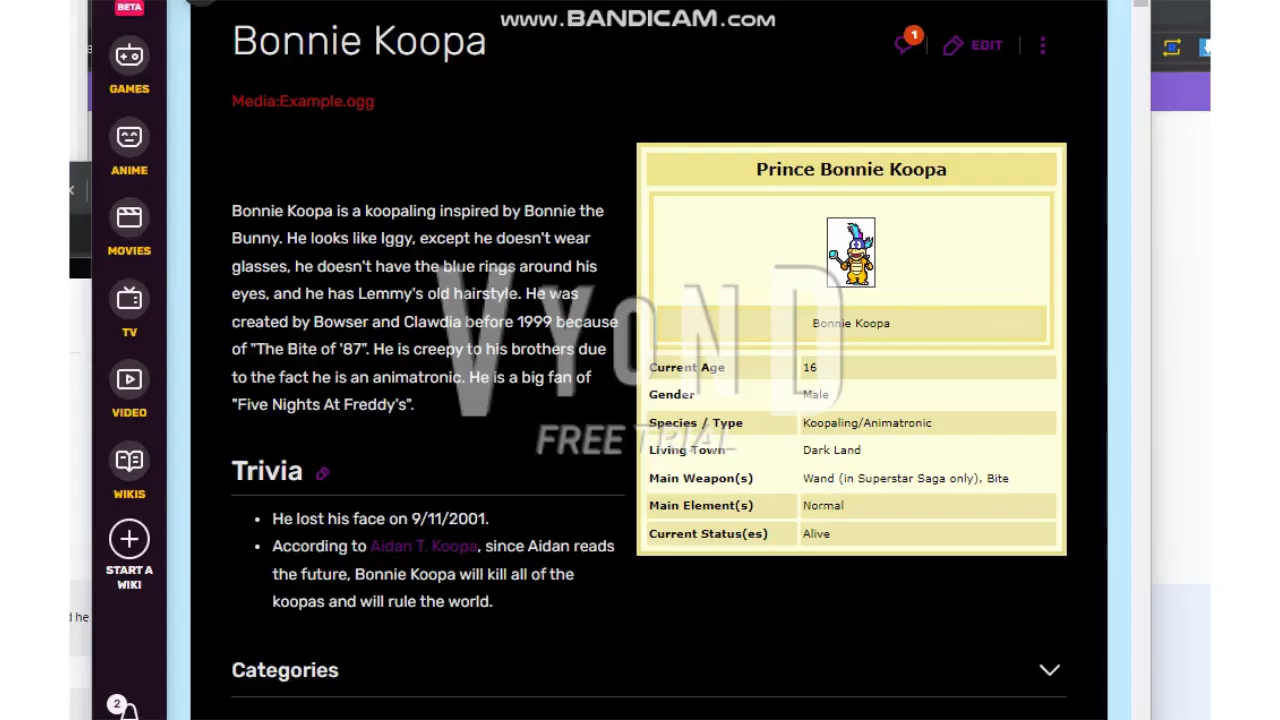 www.BANDICAM.com
BETA
GAMES
ANIME
MOVIES
TV
VIDEO
WIKIS
START A
WIKI
2
Bonnie Koopa
1
EDIT
Media:Example.ogg
Bonnie Koopa is a koopaling inspired by Bonnie the
Bunny. He looks like Iggy, except he doesn't wear
glasses, he doesn't have the blue rings around his
eyes, and he has Lemmy's old hairstyle. He was
created by Bowser and Clawdia before 1999 because
of "The Bite of '87". He is creepy to his brothers due
to the fact he is an animatronic. He is a big fan of
"Five Nights At Freddy's".
Prince Bonnie Koopa
Bonnie Koopa
Current Age 16
Gender Male
Species / Type Koopaling/Animatronic
Living Town Dark Land
Main Weapon(s) Wand (in Superstar Saga only), Bite
Main Element(s) Normal
Current Status(es) Alive
VYOND
FREE TRIAL
Trivia
• He lost his face on 9/11/2001.
• According to Aidan T. Koopa, since Aidan reads
the future, Bonnie Koopa will kill all of the
koopas and will rule the world.
Categories
he